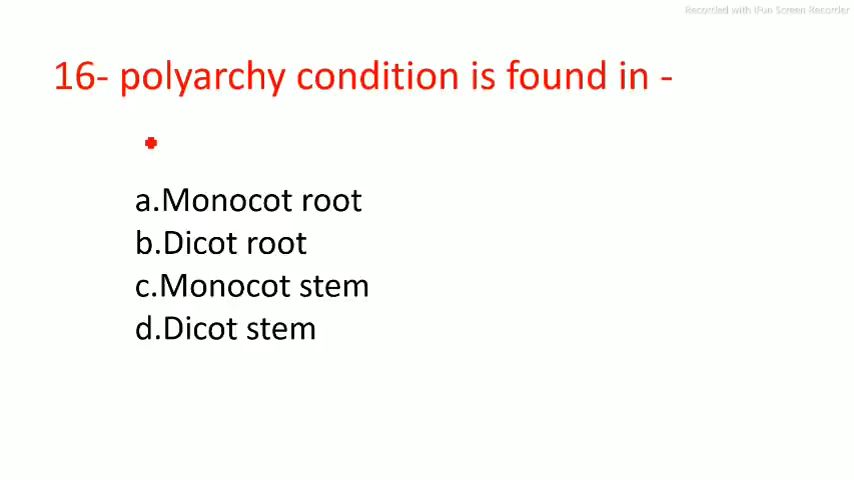 Recorded with iFun Screen Recorder
16- polyarchy condition is found in -
a.Monocot root
b.Dicot root
c.Monocot stem
d.Dicot stem